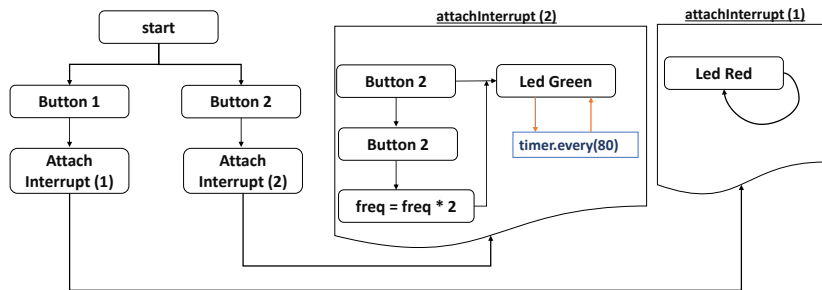 start
Button 1
Button 2
Attach
Interrupt (1)
Attach
Interrupt (2)
attachInterrupt (2)
Button 2
Led Green
Button 2
timer.every(80)
freq = freq * 2
attachInterrupt (1)
Led Red